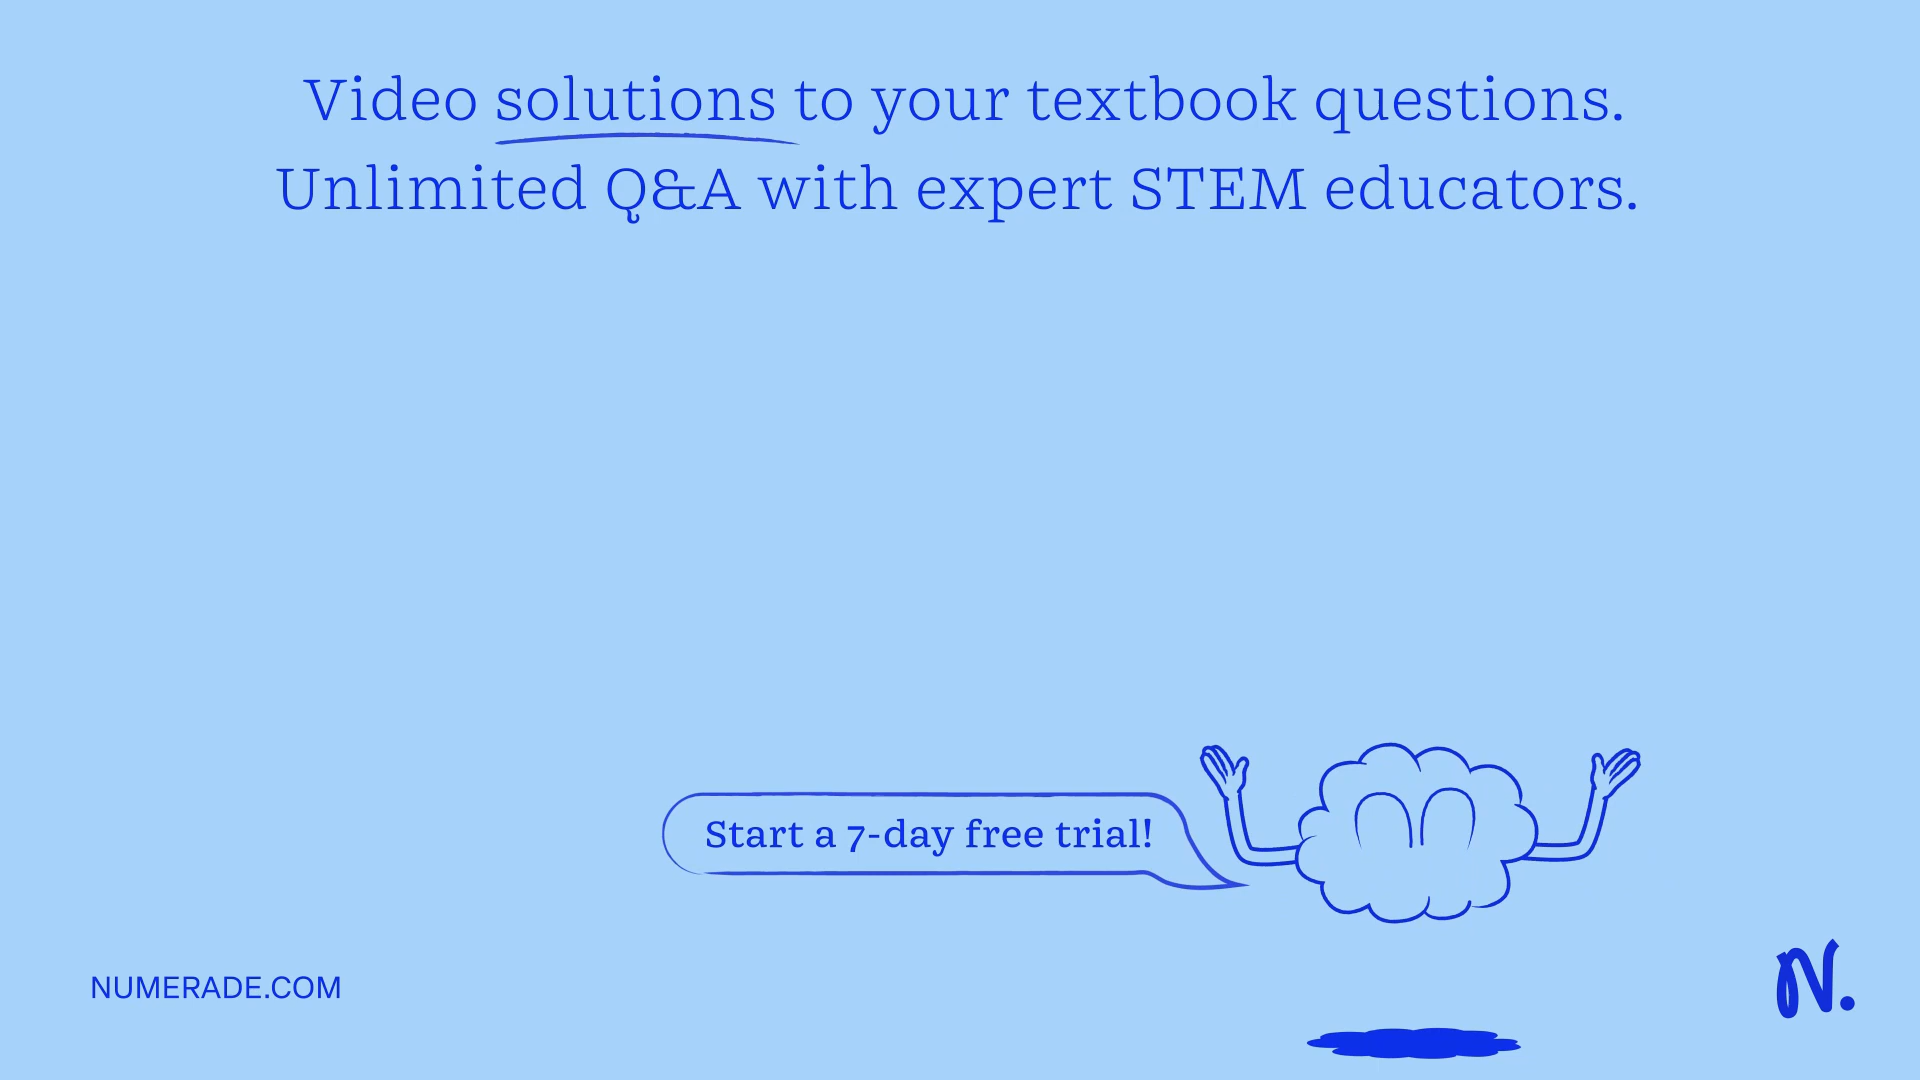 Video solutions to your textbook questions.
Unlimited Q&A with expert STEM educators.
Start a 7-day free trial!
NUMERADE.COM
N.